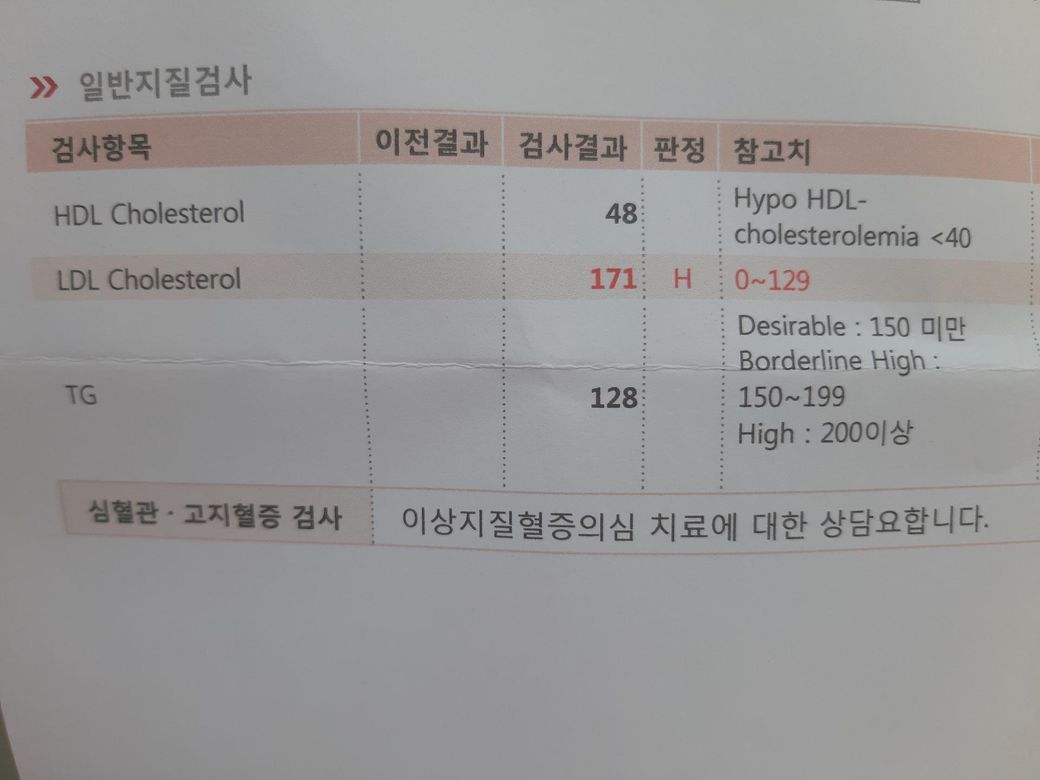 » 일반지질검사
검사항목 이전결과 검사결과 판정 참고치
HDL Cholesterol 48 Hypo HDL-
cholesterolemia <40
LDL Cholesterol 171 H 0~129
Desirable : 150 미만
Borderline High :
TG 128 150~199
High : 200이상
심혈관 · 고지혈증 검사 이상지질혈증의심 치료에 대한 상담요합니다.